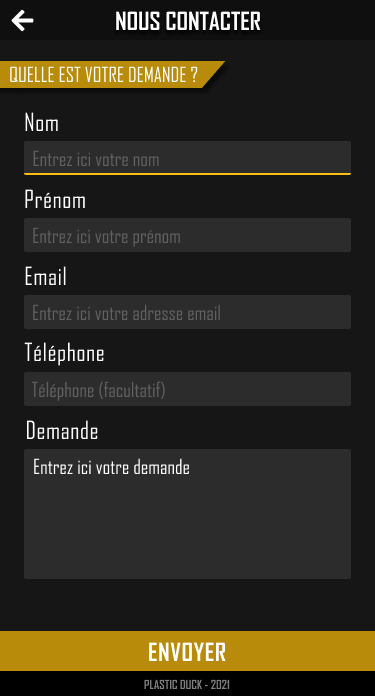 NOUS CONTACTER
QUELLE EST VOTRE DEMANDE ?
Nom
Entrez ici votre nom
Prénom
Entrez ici votre prénom
Email
Entrez ici votre adresse email
Téléphone
Téléphone (facultatif)
Demande
Entrez ici votre demande
ENVOYER
PLASTIC DUCK - 2021